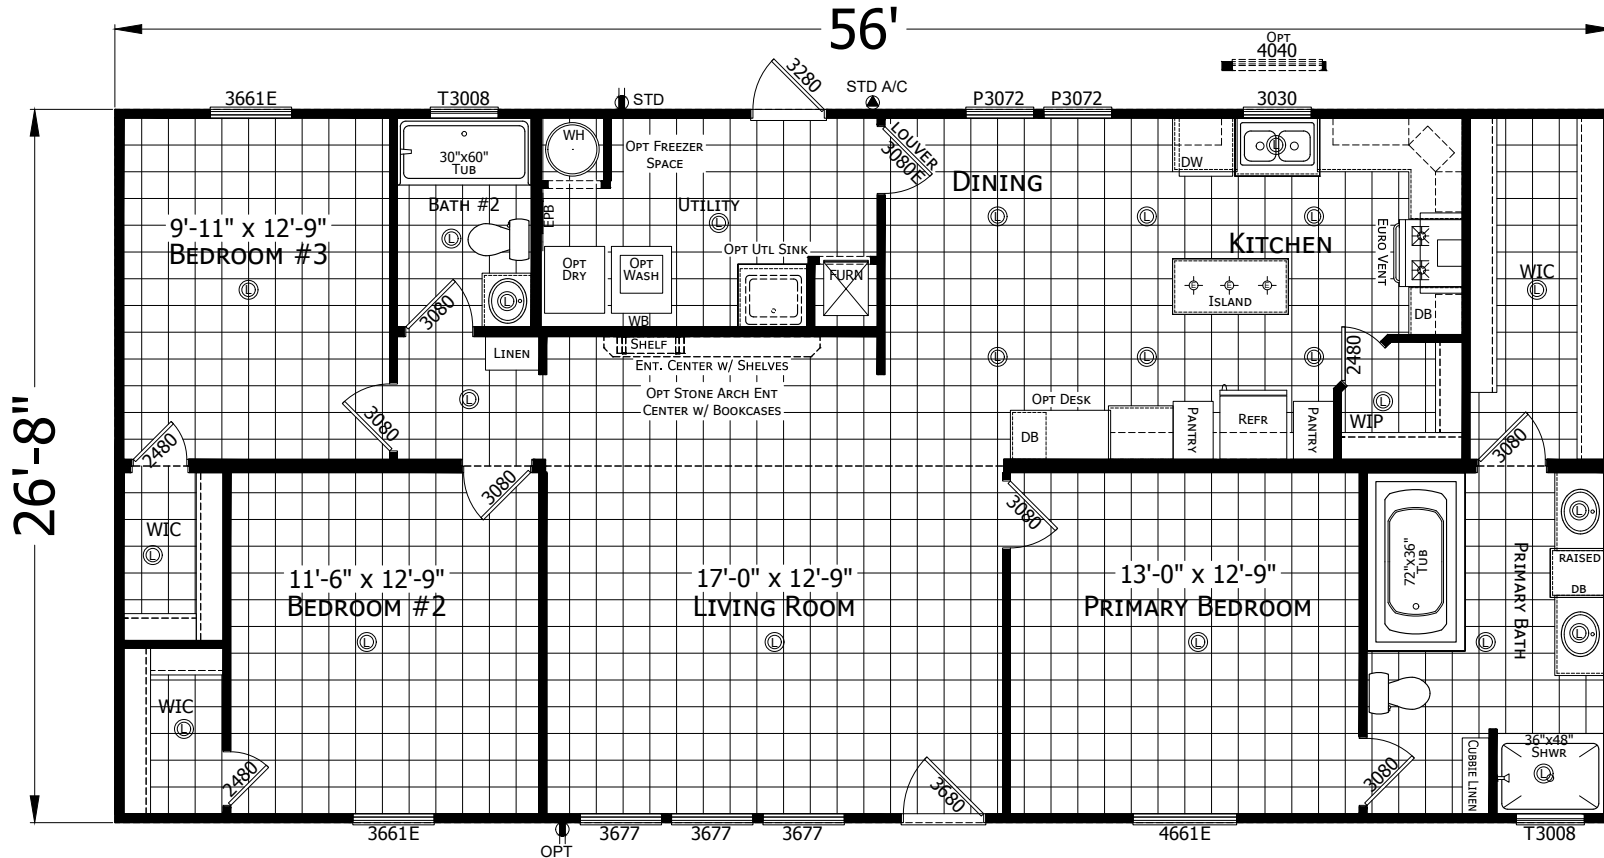 56'
OPT
4040
3280
STD A/C
3661E
T3008
STD
P3072
P3072
3030
WH
OPT FREEZER
SPACE
LOUVER
3080E
DW
L
30"x60"
TUB
DINING
BATH #2
EPB
UTILITY
L
L
L
L
9'-11" x 12'-9"
BEDROOM #3
L
KITCHEN
EURO VENT
OPT UTL SINK
OPT
DRY
OPT
WASH
FURN
WIC
L
L
L
E
E
E
ISLAND
3080
WB
DB
LINEN
SHELF
ENT. CENTER W/ SHELVES
L
L
L
2480
OPT STONE ARCH ENT
CENTER W/ BOOKCASES
L
OPT DESK
L
3080
DB
PANTRY
REFR
PANTRY
WIP
26'-8"
2480
3080
3080
3080
WIC
L
L
72"x36"
TUB
PRIMARY BATH
RAISED
DB
11'-6" x 12'-9"
BEDROOM #2
L
17'-0" x 12'-9"
LIVING ROOM
L
13'-0" x 12'-9"
PRIMARY BEDROOM
L
L
L
WIC
L
2480
3680
3080
CUBBIE LINEN
36"x48"
SHWR
L
3661E
OPT
3677
3677
3677
4661E
T3008